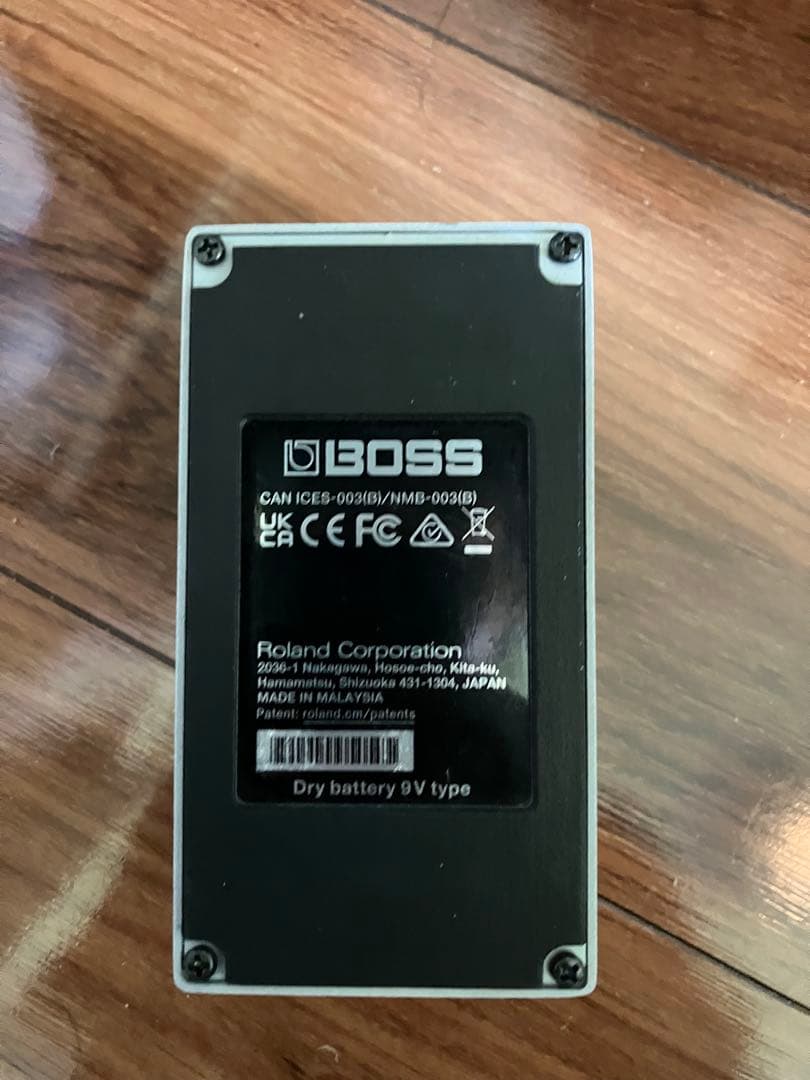 BOSS
CAN ICES-003(B)/NMB-003(B)
UK
CA CE FC
Roland Corporation
2036-1 Nakagawa, Hosoe-cho, Kita-ku,
Hamamatsu, Shizuoka 431-1304, JAPAN
MADE IN MALAYSIA
Patent: roland.cm/patents
Dry battery 9V type